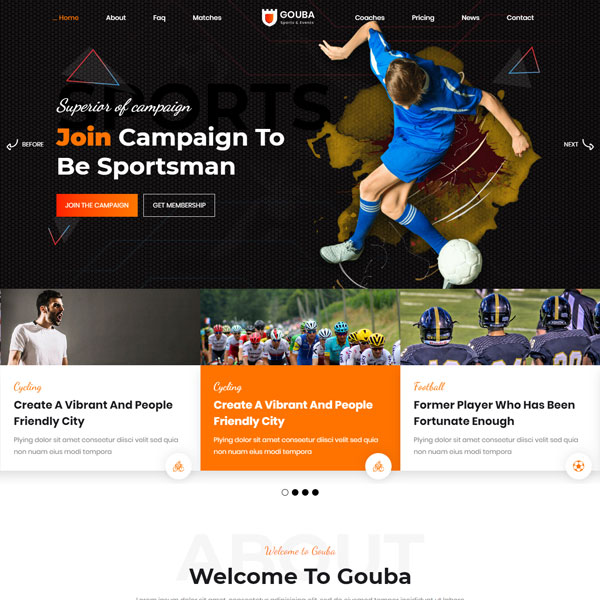 _ Home
About
Faq
Matches
GOUBA
Sports & Events
Coaches
Pricing
News
Contact
SPORTS
Superior of campaign
Join Campaign To
Be Sportsman
BEFORE
NEXT
JOIN THE CAMPAIGN
GET MEMBERSHIP
Cycling
Create A Vibrant And People
Friendly City
Plying dolor sit amet consectur diisci velit sed quia
non nuam eius modi tempora
Cycling
Create A Vibrant And People
Friendly City
Plying dolor sit amet consectur diisci velit sed quia
non nuam eius modi tempora
Football
Former Player Who Has Been
Fortunate Enough
Plying dolor sit amet consectur diisci velit sed quia
non nuam eius modi tempora
ABOUT
Welcome to Gouba
Welcome To Gouba